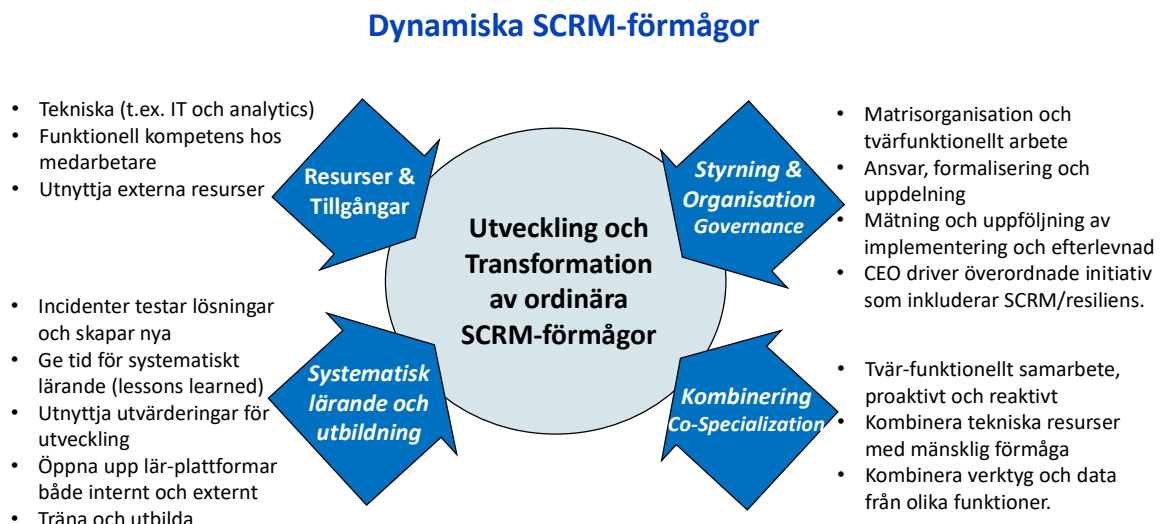 Dynamiska SCRM-förmågor
• Tekniska (t.ex. IT och analytics)
• Funktionell kompetens hos
medarbetare
• Utnyttja externa resurser
Resurser &
Tillgångar
Styrning &
Organisation
Governance
• Matrisorganisation och
tvärfunktionellt arbete
• Ansvar, formalisering och
uppdelning
• Mätning och uppföljning av
implementering och efterlevnad
• CEO driver överordnade initiativ
som inkluderar SCRM/resiliens.
Utveckling och
Transformation
av ordinära
SCRM-förmågor
• Incidenter testar lösningar
och skapar nya
• Ge tid för systematiskt
lärande (lessons learned)
• Utnyttja utvärderingar för
utveckling
• Öppna upp lär-plattformar
både internt och externt
• Träna och utbilda
Systematisk
lärande och
utbildning
Kombinering
Co-Specialization
• Tvär-funktionellt samarbete,
proaktivt och reaktivt
• Kombinera tekniska resurser
med mänsklig förmåga
• Kombinera verktyg och data
från olika funktioner.